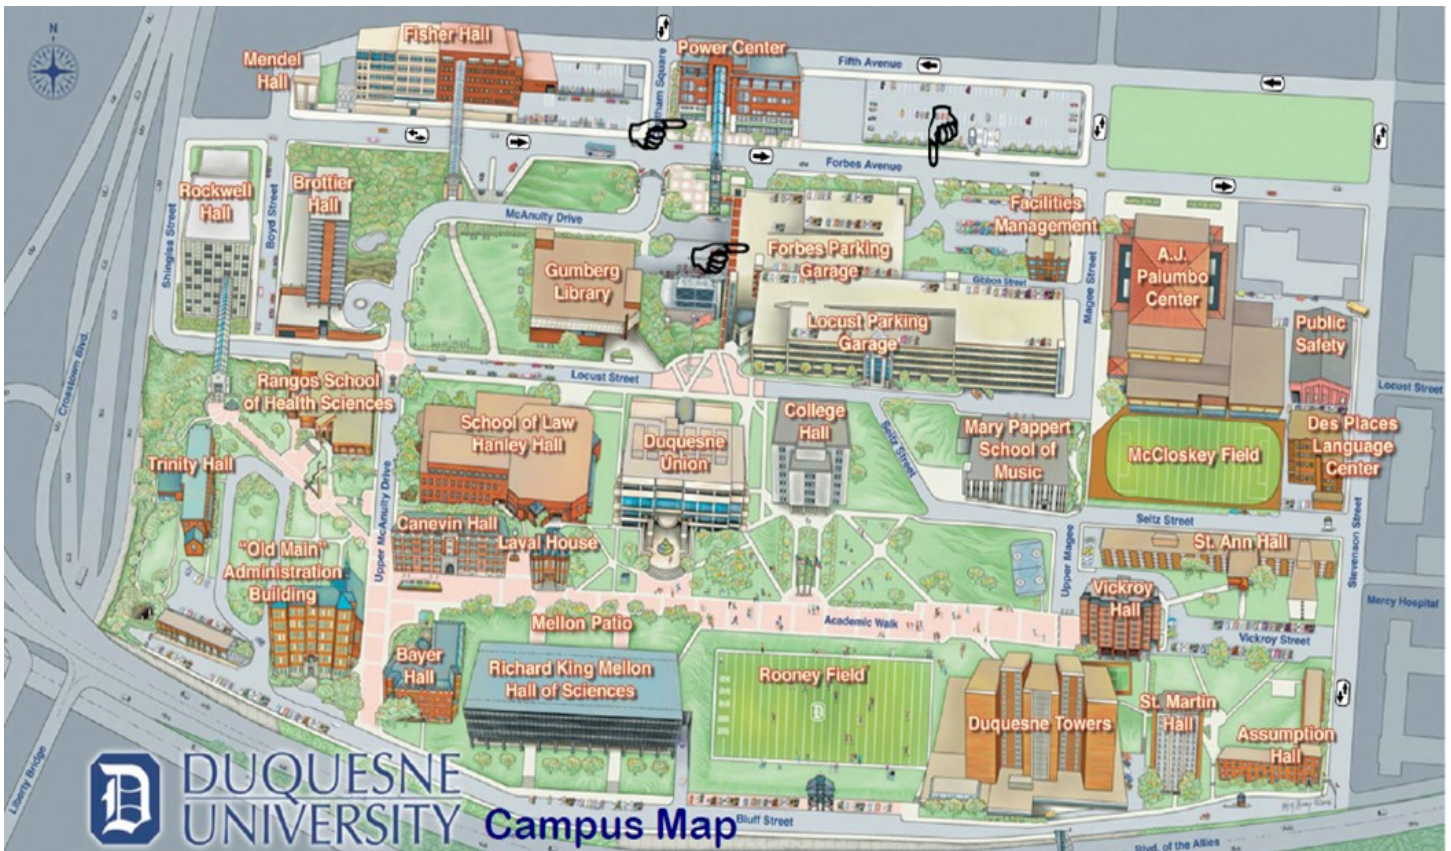 N
Fisher Hall
Mendel
Hall
Power Center
Fifth Avenue
Forbes Avenue
Rockwell
Hall
Brottier
Hall
Shingiss Street
Boyd Street
McAnulty Drive
Gumberg
Library
Forbes Parking
Garage
Facilities
Management
Gibbon Street
Magee Street
A.J.
Palumbo
Center
Locust Parking
Garage
Public
Safety
Crosstown Blvd.
Locust Street
Locust Street
Rangos School
of Health Sciences
School of Law
Hanley Hall
Duquesne
Union
College
Hall
Seitz Street
Mary Pappert
School of
Music
McCloskey Field
Des Places
Language
Center
Trinity Hall
Upper McAnulty Drive
Canevin Hall
Laval House
Seitz Street
St. Ann Hall
Stevenson Street
"Old Main"
Administration
Building
Upper Magee
Vickroy
Hall
Mercy Hospital
Mellon Patio
Academic Walk
Vickroy Street
Bayer
Hall
Richard King Mellon
Hall of Sciences
Rooney Field
D
Duquesne Towers
St. Martin
Hall
Assumption
Hall
Liberty Bridge
D
DUQUESNE
UNIVERSITY
Campus Map
Bluff Street
Blvd. of the Allies